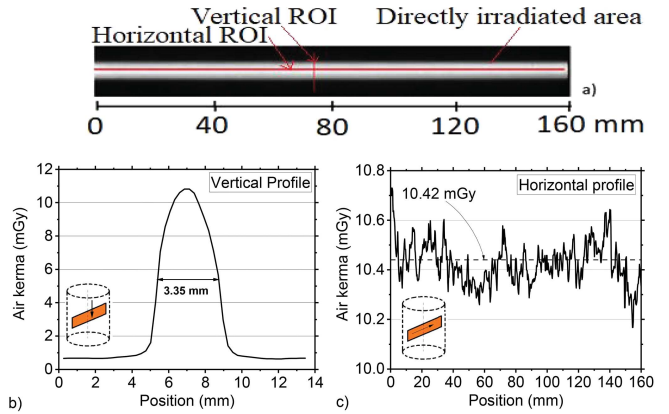 Vertical ROI
Directly irradiated area
Horizontal ROI
a)
0 40 80 120 160 mm
Vertical Profile
12
10
8
6
4
2
0
Air kerma (mGy)
3.35 mm
0 2 4 6 8 10 12 14
Position (mm)
b)
Horizontal profile
10.42 mGy
10.8
10.6
10.4
10.2
10.0
Air kerma (mGy)
0 20 40 60 80 100 120 140 160
Position (mm)
c)